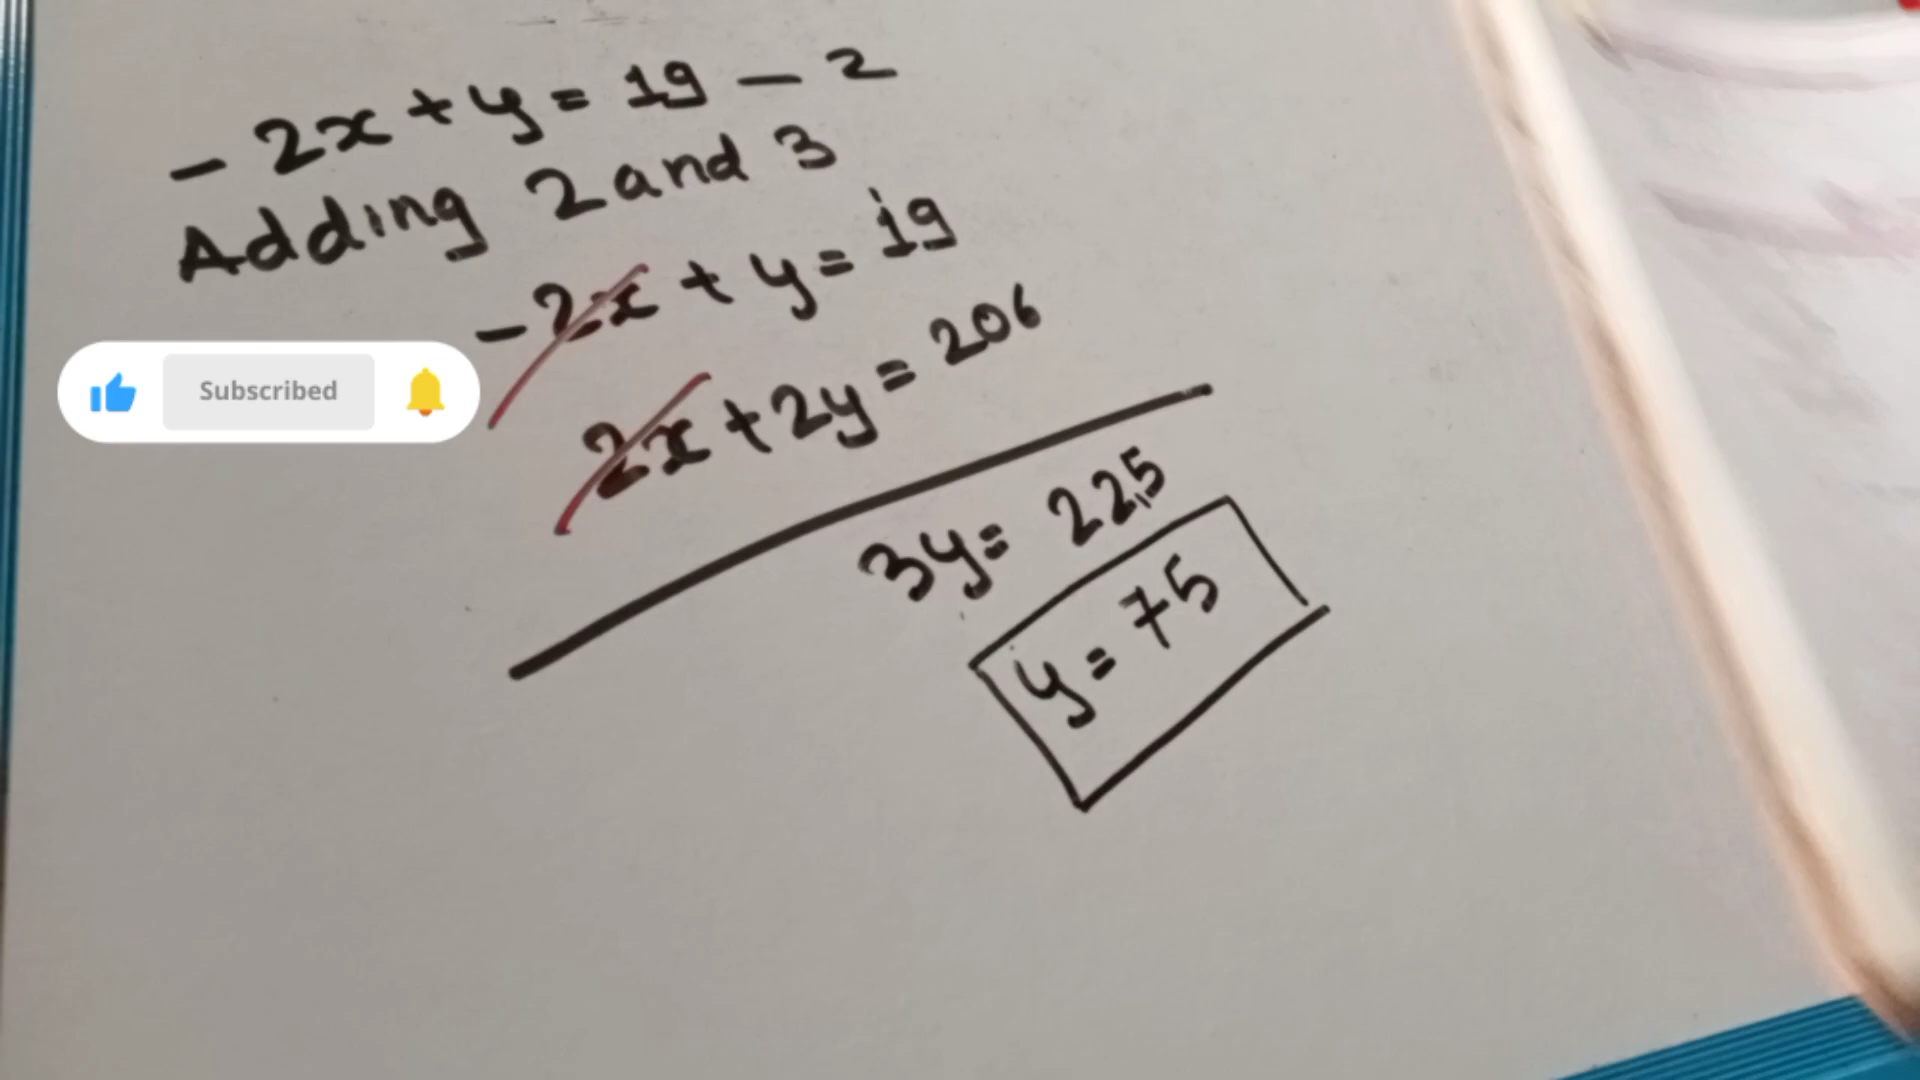 - 2x + y = 19 - 2
Adding 2 and 3
- 2x + y = 19
Subscribed
2x + 2y = 206
3y = 225
y = 75